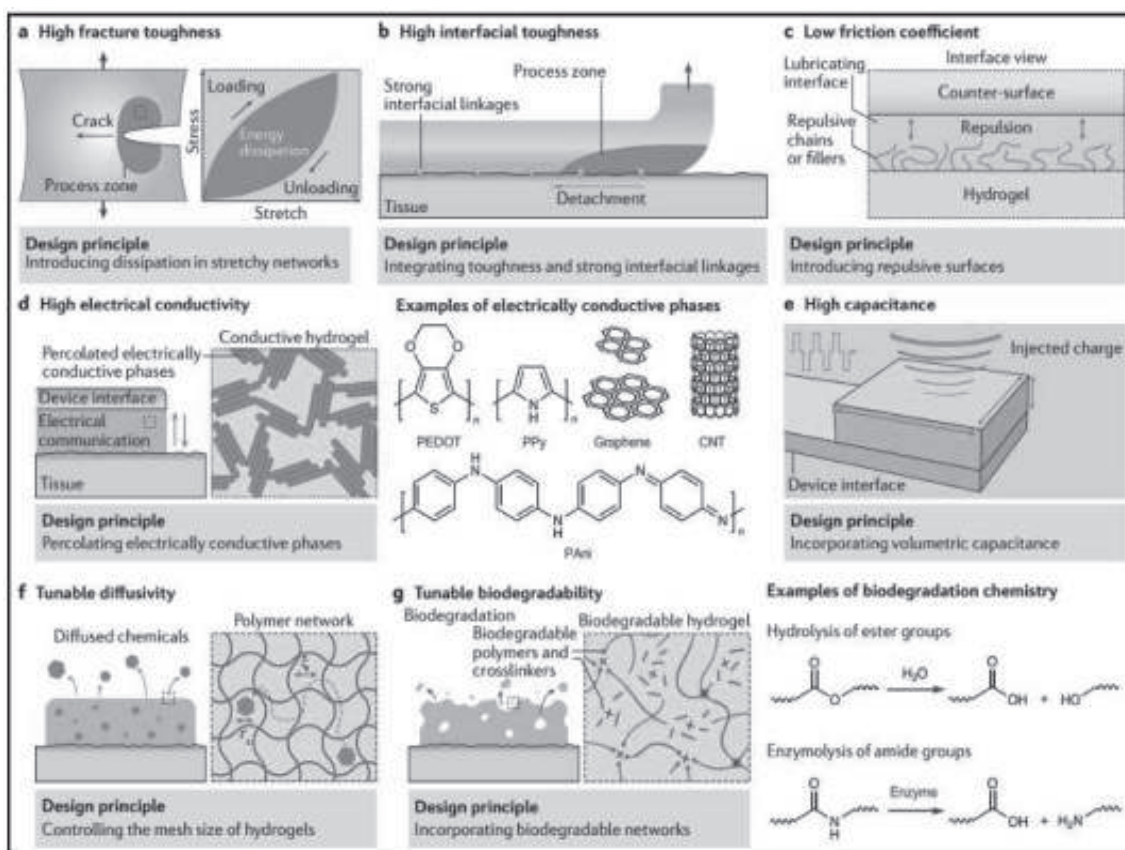 a High fracture toughness
Crack
Process zone
Stress
Loading
Energy
dissipation
Unloading
Stretch
Design principle
Introducing dissipation in stretchy networks
b High interfacial toughness
Process zone
Strong
interfacial linkages
Tissue
Detachment
Design principle
Integrating toughness and strong interfacial linkages
c Low friction coefficient
Interface view
Lubricating
interface
Counter-surface
Repulsive
chains
or fillers
Repulsion
Hydrogel
Design principle
Introducing repulsive surfaces
d High electrical conductivity
Percolated electrically
conductive phases
Conductive hydrogel
Device interface
Electrical
communication
Tissue
Design principle
Percolating electrically conductive phases
Examples of electrically conductive phases
O O
S n
PEDOT
N
H
n
PPy
Graphene
CNT
H
N
N
N
H
N n
PAni
e High capacitance
Injected charge
Device interface
Design principle
Incorporating volumetric capacitance
f Tunable diffusivity
Diffused chemicals
Polymer network
Design principle
Controlling the mesh size of hydrogels
g Tunable biodegradability
Biodegradation
Biodegradable
polymers and
crosslinkers
Biodegradable hydrogel
Design principle
Incorporating biodegradable networks
Examples of biodegradation chemistry
Hydrolysis of ester groups
O
O
H₂O
O
OH + HO
Enzymolysis of amide groups
O
N
H
Enzyme
O
OH + H₂N